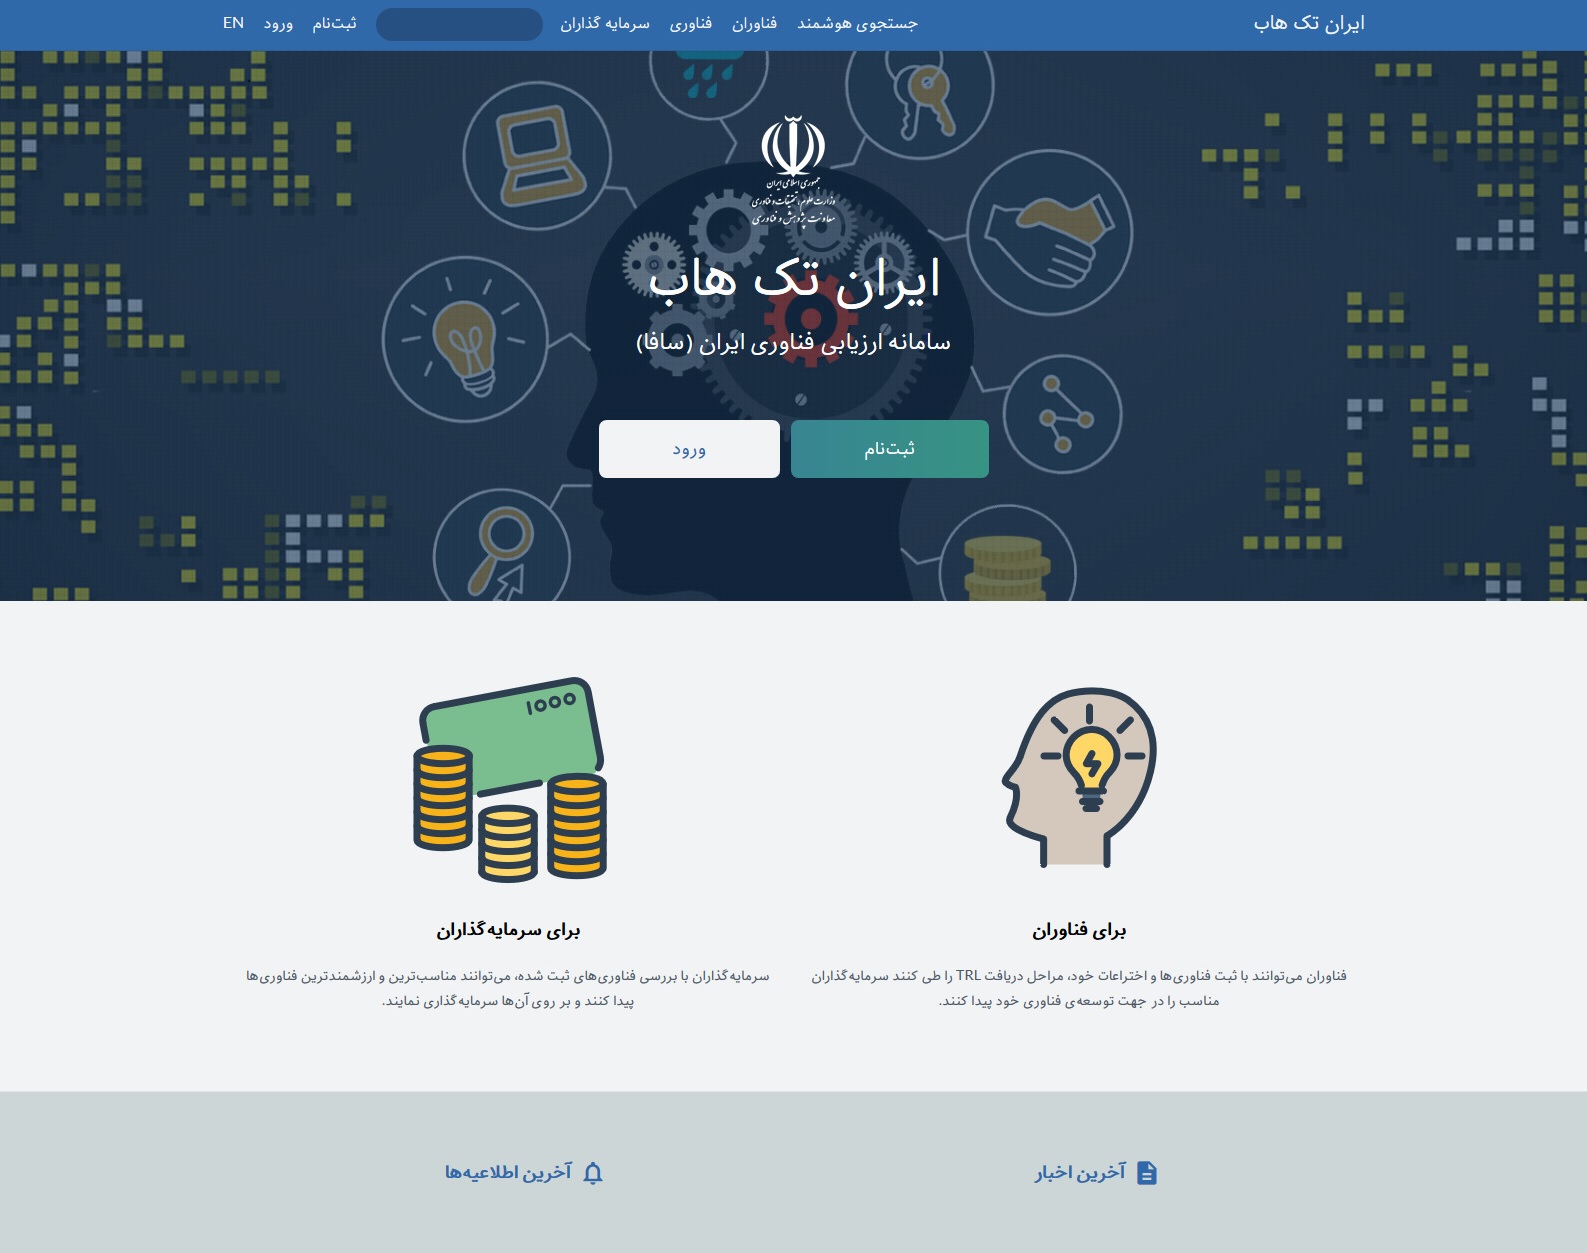 ایران تک هاب
جستجوی هوشمند
فناوران
فناوری
سرمایه گذاران
ثبت‌نام
ورود
EN
جمهوری اسلامی ایران
وزارت علوم، تحقیقات و فناوری
معاونت پژوهش و فناوری
ایران تک هاب
سامانه ارزیابی فناوری ایران (سافا)
ثبت‌نام
ورود
۱۰۰۰
برای فناوران
فناوران می‌توانند با ثبت فناوری‌ها و اختراعات خود، مراحل دریافت TRL را طی کنند سرمایه‌گذاران
مناسب را در جهت توسعه‌ی فناوری خود پیدا کنند.
برای سرمایه‌گذاران
سرمایه‌گذاران با بررسی فناوری‌های ثبت شده، می‌توانند مناسب‌ترین و ارزشمندترین فناوری‌ها
پیدا کنند و بر روی آن‌ها سرمایه‌گذاری نمایند.
آخرین اخبار
آخرین اطلاعیه‌ها